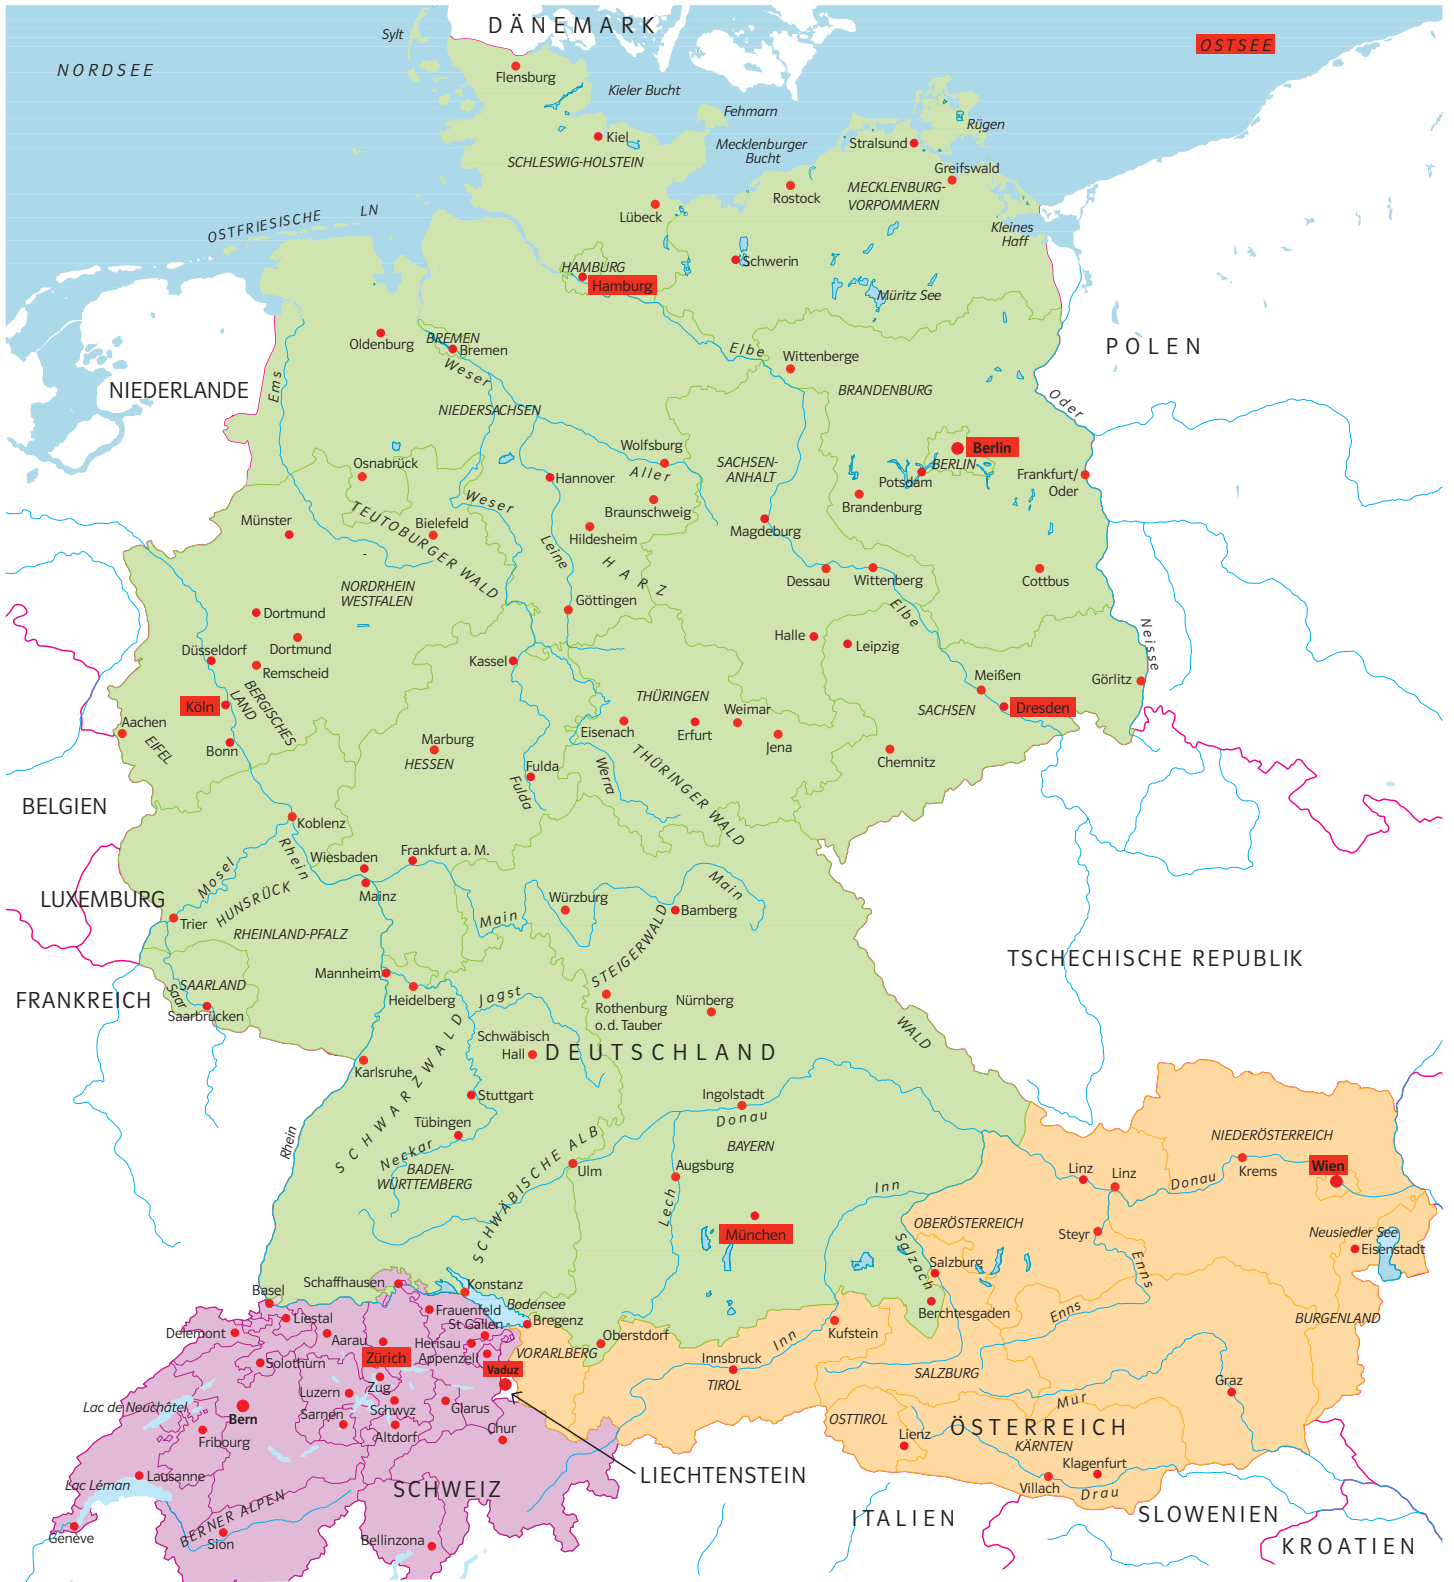 DÄNEMARK
Sylt
OSTSEE
NORDSEE
Flensburg
Kieler Bucht
Fehmarn
Rügen
Kiel
Mecklenburger
Bucht
Stralsund
SCHLESWIG-HOLSTEIN
Greifswald
MECKLENBURG-
VORPOMMERN
Rostock
Lübeck
OSTFRIESISCHE LN
Kleines
Haff
HAMBURG
Hamburg
Schwerin
Müritz See
Oldenburg
BREMEN
Bremen
Weser
Elbe
Wittenberge
POLEN
NIEDERLANDE
Ems
BRANDENBURG
Oder
NIEDERSACHSEN
Wolfsburg
Aller
SACHSEN-
ANHALT
Berlin
BERLIN
Potsdam
Frankfurt/
Oder
Osnabrück
Hannover
Braunschweig
Brandenburg
Weser
Münster
TEUTOBURGER WALD
-
Bielefeld
Hildesheim
Magdeburg
Leine
HARZ
NORDRHEIN
WESTFALEN
Dessau
Wittenberg
Cottbus
Göttingen
Elbe
Dortmund
Dortmund
Halle
Leipzig
Neisse
Düsseldorf
Remscheid
Kassel
Meißen
Görlitz
BERGISCHES
LAND
Köln
THÜRINGEN
Weimar
SACHSEN
Dresden
Aachen
EIFEL
Bonn
Marburg
HESSEN
Eisenach
Erfurt
Jena
Chemnitz
Fulda
Fulda
Werra
THÜRINGER WALD
BELGIEN
Koblenz
Rhein
Wiesbaden
Frankfurt a. M.
Mosel
HUNSRÜCK
Mainz
LUXEMBURG
Trier
Main
Würzburg
Main
Bamberg
RHEINLAND-PFALZ
STEIGERWALD
TSCHECHISCHE REPUBLIK
Mannheim
SAARLAND
Saar
FRANKREICH
Heidelberg
Jagst
Rothenburg
o. d. Tauber
Nürnberg
Saarbrücken
WALD
SCHWARZWALD
Schwäbisch
Hall
DEUTSCHLAND
Karlsruhe
Stuttgart
Ingolstadt
Donau
Tübingen
Rhein
Neckar
SCHWÄBISCHE ALB
BAYERN
NIEDERÖSTERREICH
BADEN-
WÜRTTEMBERG
Ulm
Augsburg
Linz
Linz
Donau
Krems
Wien
Lech
Inn
München
OBERÖSTERREICH
Steyr
Neusiedler See
Salzach
Salzburg
Eisenstadt
Enns
Schaffhausen
Konstanz
Basel
Bodensee
Berchtesgaden
Enns
BURGENLAND
Liestal
Frauenfeld
St Gallen
Bregenz
Delemont
Aarau
Herisau
Oberstdorf
Inn
Kufstein
Solothurn
Zürich
Appenzell
VORARLBERG
Vaduz
Innsbruck
TIROL
SALZBURG
Luzern
Zug
Graz
Lac de Neuchâtel
Bern
Sarnen
Schwyz
Glarus
Mur
OSTTIROL
ÖSTERREICH
Fribourg
Altdorf
Chur
Lienz
KÄRNTEN
Klagenfurt
Lausanne
LIECHTENSTEIN
Lac Léman
SCHWEIZ
Villach
Drau
BERNER ALPEN
ITALIEN
SLOWENIEN
Genève
Sion
Bellinzona
KROATIEN